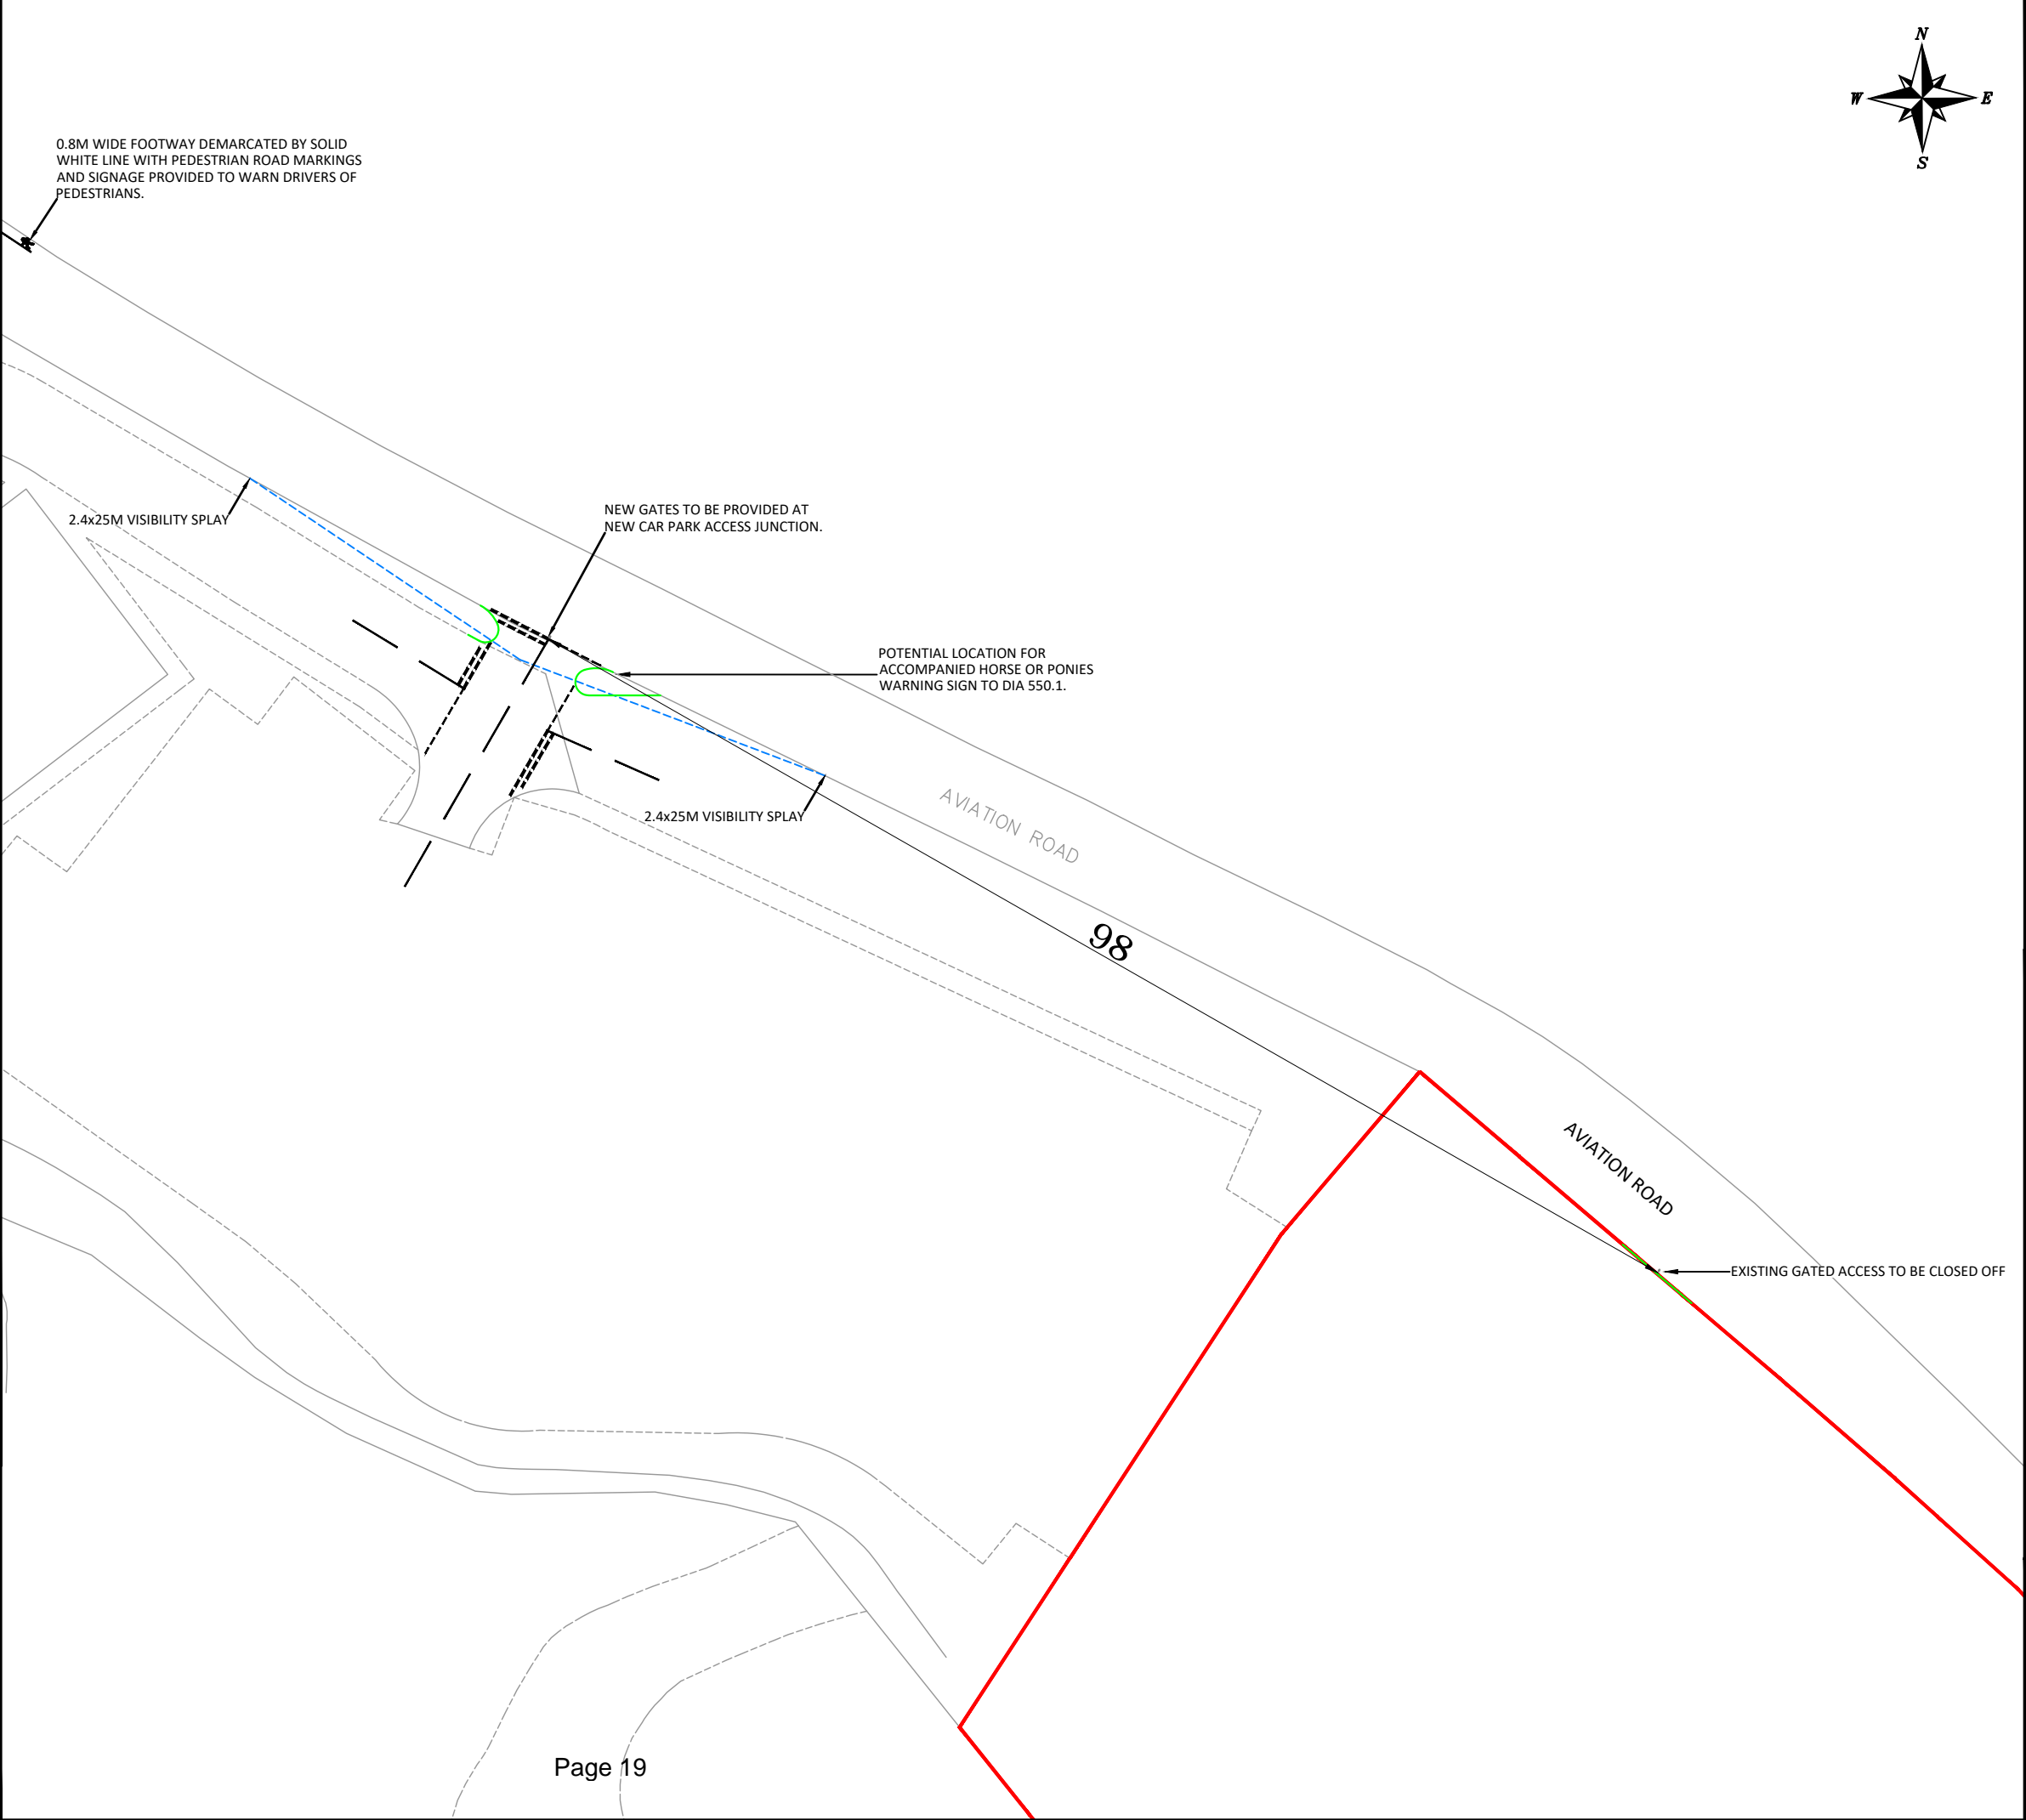 N
W
E
S
0.8M WIDE FOOTWAY DEMARCATED BY SOLID
WHITE LINE WITH PEDESTRIAN ROAD MARKINGS
AND SIGNAGE PROVIDED TO WARN DRIVERS OF
PEDESTRIANS.
2.4x25M VISIBILITY SPLAY
NEW GATES TO BE PROVIDED AT
NEW CAR PARK ACCESS JUNCTION.
POTENTIAL LOCATION FOR
ACCOMPANIED HORSE OR PONIES
WARNING SIGN TO DIA 550.1.
2.4x25M VISIBILITY SPLAY
AVIATION ROAD
98
AVIATION ROAD
EXISTING GATED ACCESS TO BE CLOSED OFF
Page 19